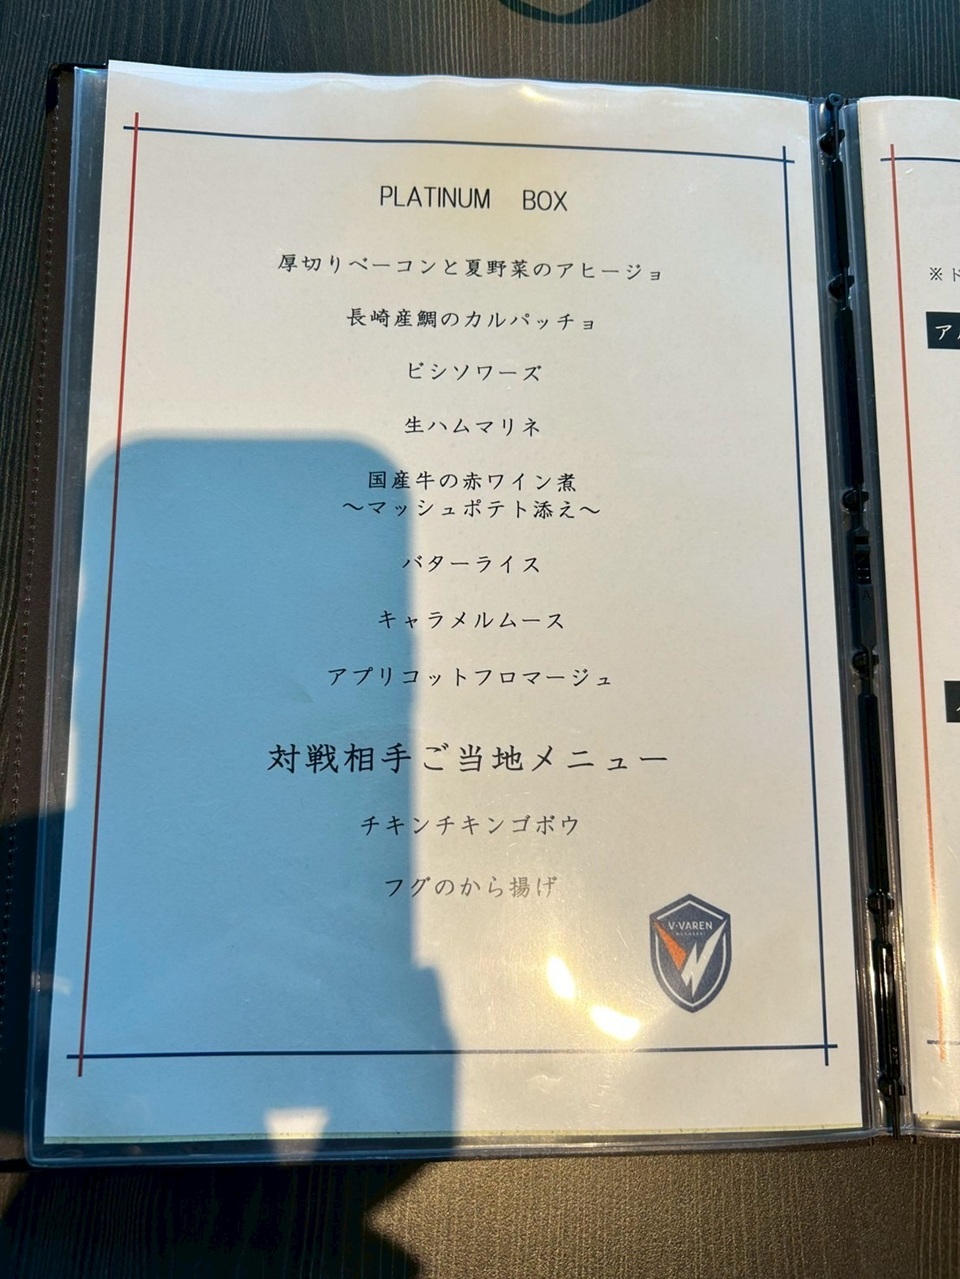 PLATINUM BOX
厚切りベーコンと夏野菜のアヒージョ
長崎産鯛のカルパッチョ
ビシソワーズ
生ハムマリネ
国産牛の赤ワイン煮
〜マッシュポテト添え〜
バターライス
キャラメルムース
アプリコットフロマージュ
対戦相手ご当地メニュー
チキンチキンゴボウ
フグのから揚げ
V・VAREN
NAGASAKI
※ド